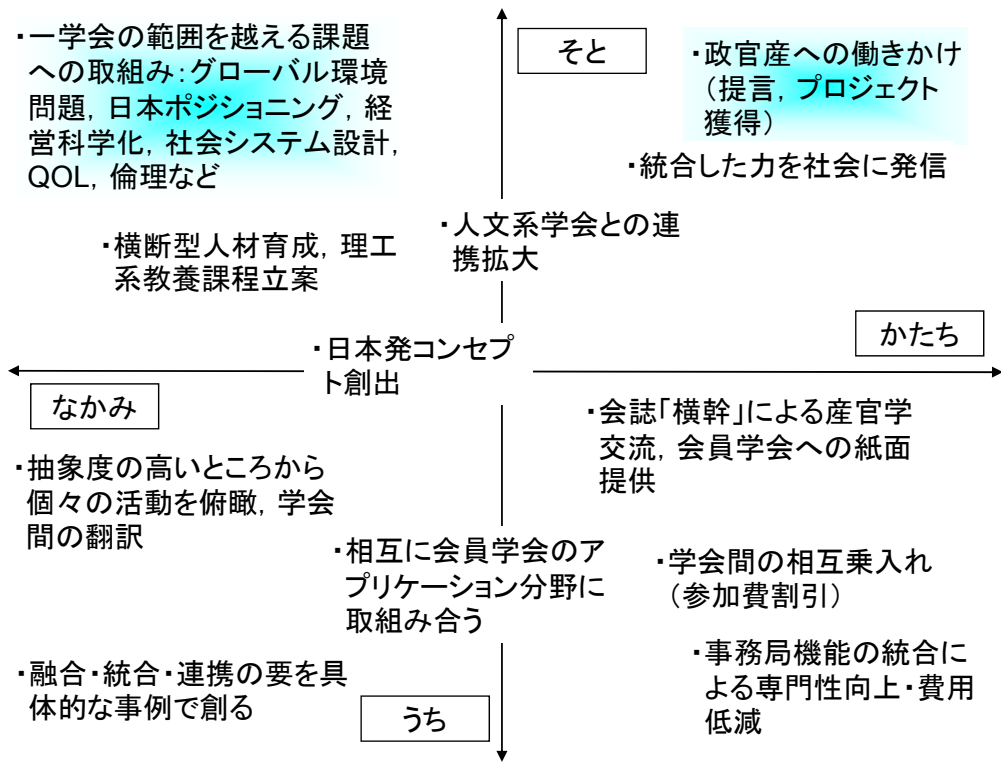 ・一学会の範囲を越える課題
への取組み：グローバル環境
問題，日本ポジショニング，経
営科学化，社会システム設計，
QOL，倫理など
そと
・政官産への働きかけ
（提言，プロジェクト
獲得）
・統合した力を社会に発信
・横断型人材育成，理工
系教養課程立案
・人文系学会との連
携拡大
・日本発コンセプ
ト創出
かたち
なかみ
・会誌「横幹」による産官学
交流，会員学会への紙面
提供
・抽象度の高いところから
個々の活動を俯瞰，学会
間の翻訳
・相互に会員学会のア
プリケーション分野に
取組み合う
・学会間の相互乗入れ
（参加費割引）
・融合・統合・連携の要を具
体的な事例で創る
うち
・事務局機能の統合に
よる専門性向上・費用
低減